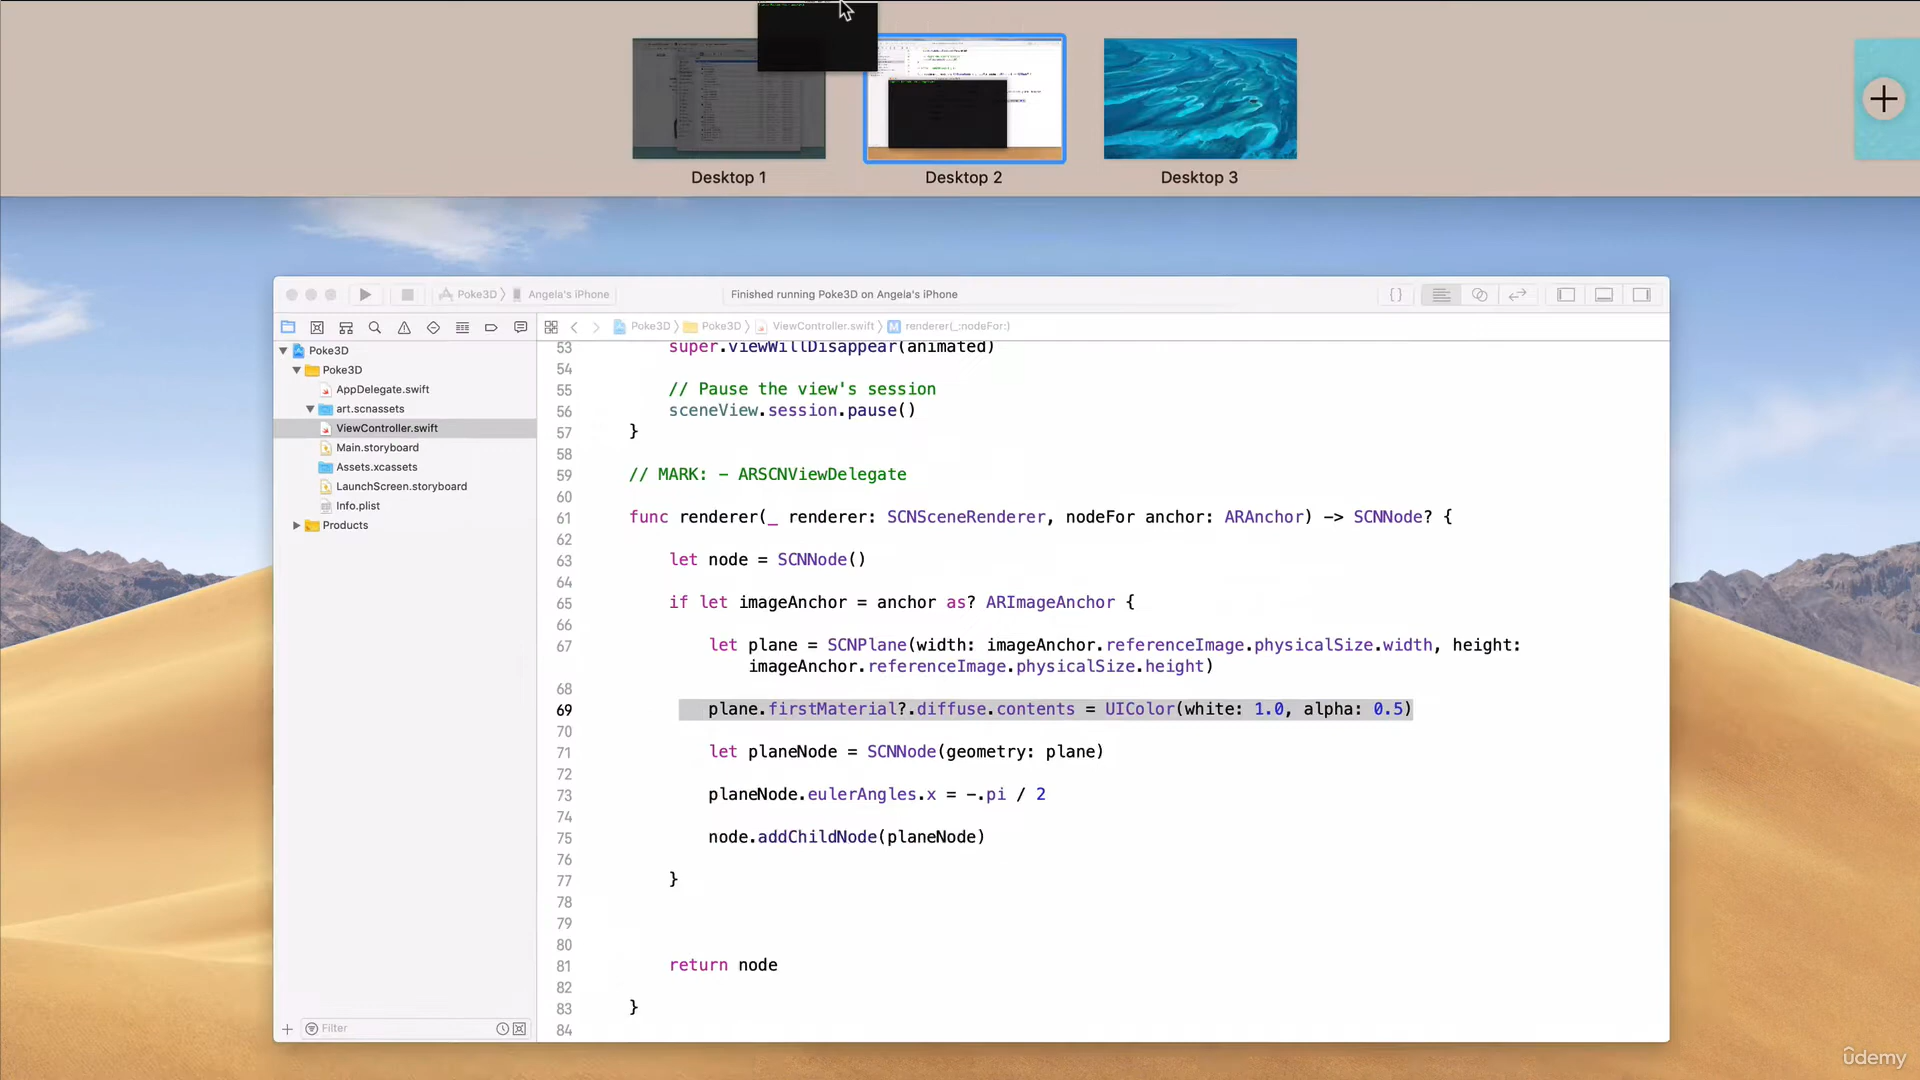 Desktop 1
Desktop 2
Desktop 3
Poke3D
Angela's iPhone
Finished running Poke3D on Angela's iPhone
{}
Poke3D
Poke3D
ViewController.swift
M
renderer(_:nodeFor:)
Poke3D
Poke3D
AppDelegate.swift
art.scnassets
ViewController.swift
Main.storyboard
Assets.xcassets
LaunchScreen.storyboard
Info.plist
Products
Filter
53 super.viewWillDisappear(animated)
54
55 // Pause the view's session
56 sceneView.session.pause()
57 }
58
59 // MARK: - ARSCNViewDelegate
60
61 func renderer(_ renderer: SCNSceneRenderer, nodeFor anchor: ARAnchor) -> SCNNode? {
62
63 let node = SCNNode()
64
65 if let imageAnchor = anchor as? ARImageAnchor {
66
67 let plane = SCNPlane(width: imageAnchor.referenceImage.physicalSize.width, height:
imageAnchor.referenceImage.physicalSize.height)
68
69 plane.firstMaterial?.diffuse.contents = UIColor(white: 1.0, alpha: 0.5)
70
71 let planeNode = SCNNode(geometry: plane)
72
73 planeNode.eulerAngles.x = -.pi / 2
74
75 node.addChildNode(planeNode)
76
77 }
78
79
80
81 return node
82
83 }
84
ûdemy